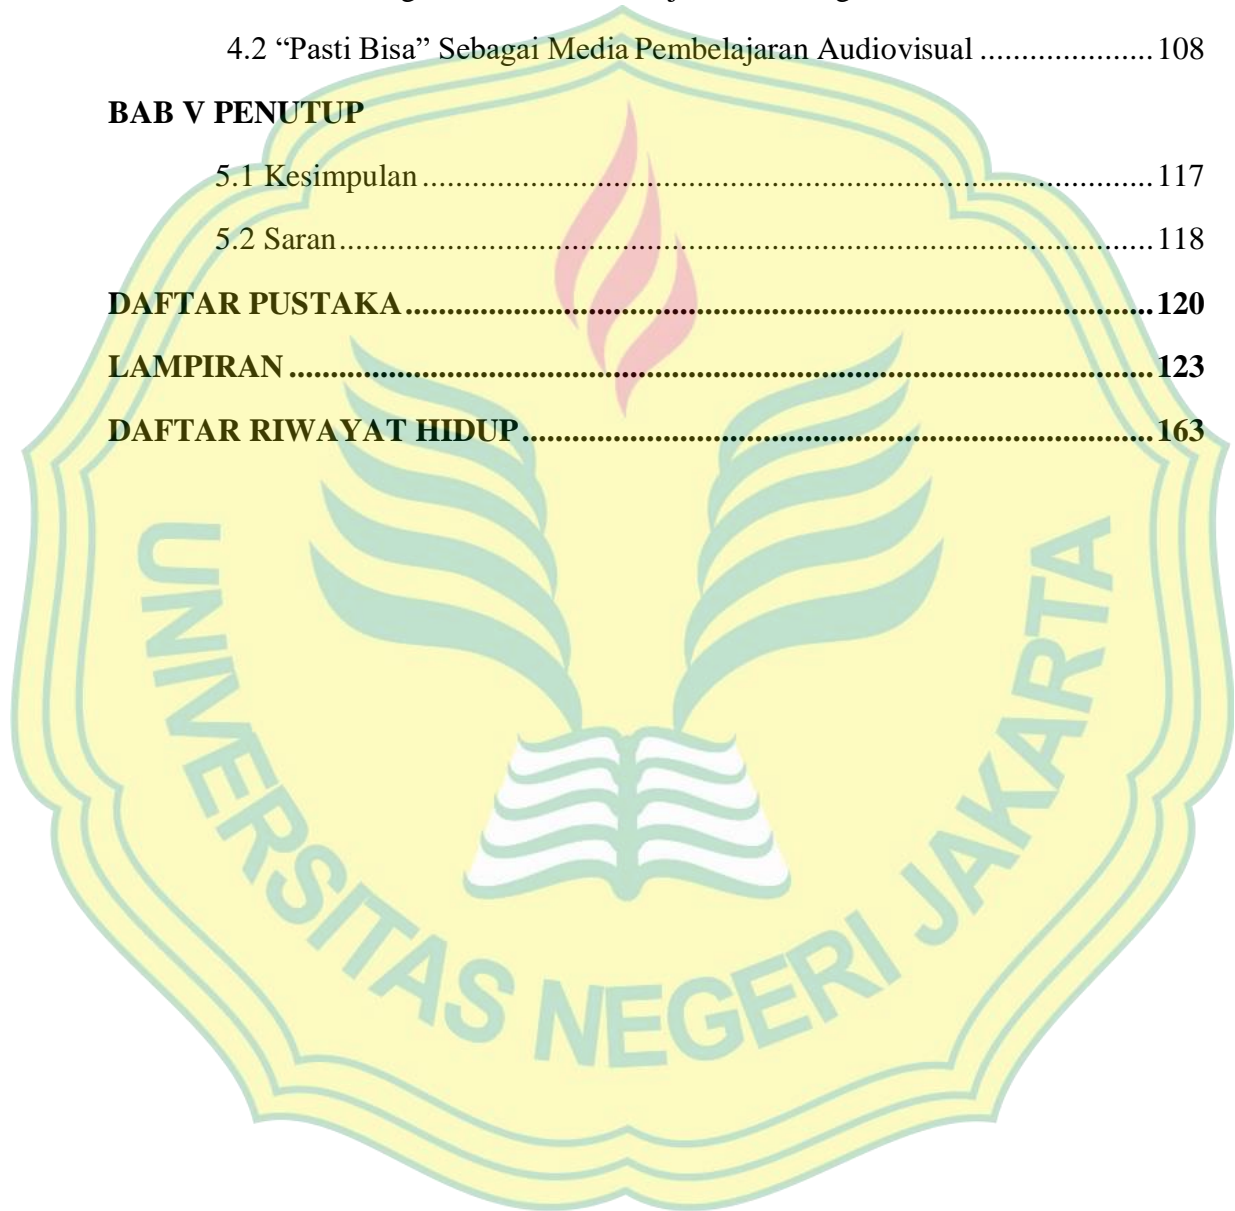 4.2 “Pasti Bisa” Sebagai Media Pembelajaran Audiovisual ..................... 108
BAB V PENUTUP
5.1 Kesimpulan ......................................................................................... 117
5.2 Saran ................................................................................................... 118
DAFTAR PUSTAKA ........................................................................................... 120
LAMPIRAN ......................................................................................................... 123
DAFTAR RIWAYAT HIDUP ............................................................................. 163
UNIVERSITAS NEGERI JAKARTA